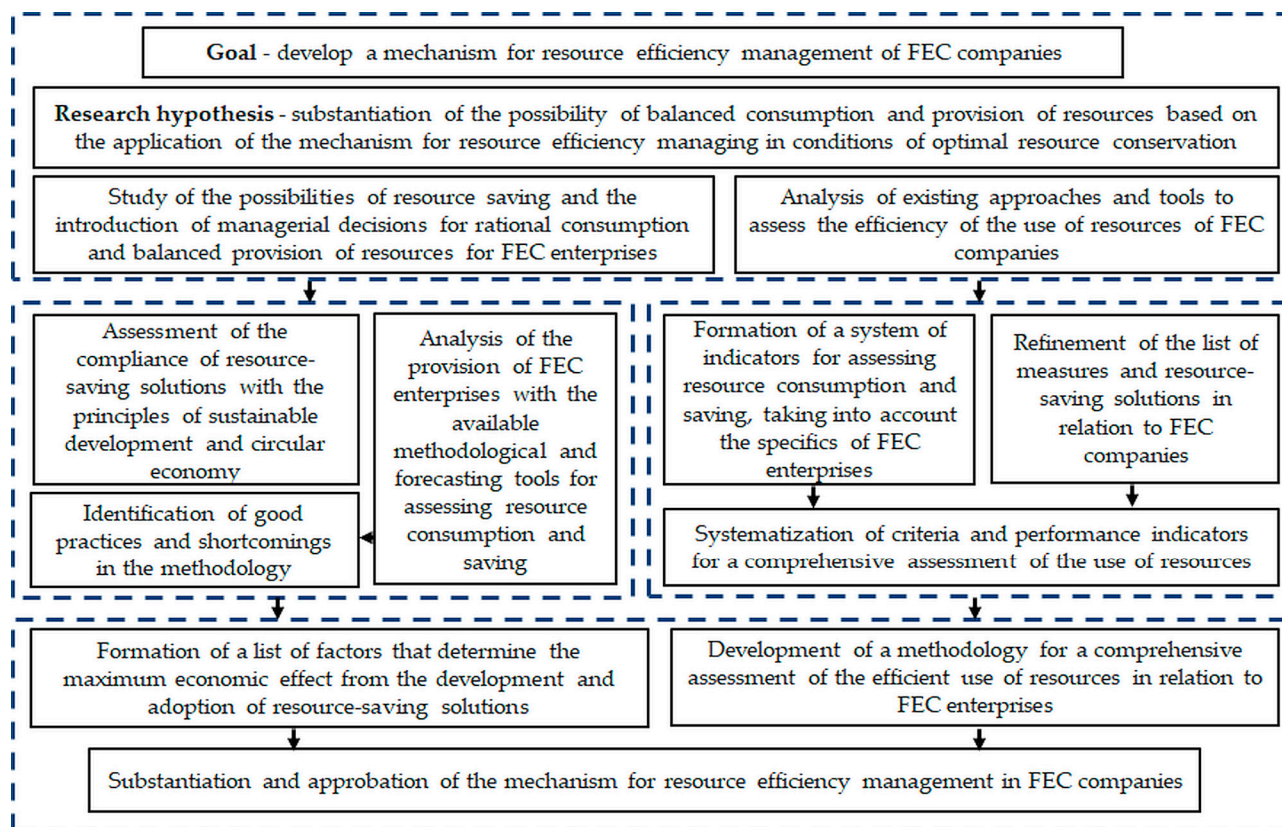 Goal - develop a mechanism for resource efficiency management of FEC companies
Research hypothesis - substantiation of the possibility of balanced consumption and provision of resources based on
the application of the mechanism for resource efficiency managing in conditions of optimal resource conservation
Study of the possibilities of resource saving and the
introduction of managerial decisions for rational consumption
and balanced provision of resources for FEC enterprises
Analysis of existing approaches and tools to
assess the efficiency of the use of resources of FEC
companies
Assessment of the
compliance of resource-
saving solutions with the
principles of sustainable
development and circular
economy
Identification of good
practices and shortcomings
in the methodology
Analysis of the
provision of FEC
enterprises with the
available
methodological and
forecasting tools for
assessing resource
consumption and
saving
Formation of a system of
indicators for assessing
resource consumption and
saving, taking into account
the specifics of FEC
enterprises
Refinement of the list of
measures and resource-
saving solutions in
relation to FEC
companies
Systematization of criteria and performance indicators
for a comprehensive assessment of the use of resources
Formation of a list of factors that determine the
maximum economic effect from the development and
adoption of resource-saving solutions
Development of a methodology for a comprehensive
assessment of the efficient use of resources in relation to
FEC enterprises
Substantiation and approbation of the mechanism for resource efficiency management in FEC companies